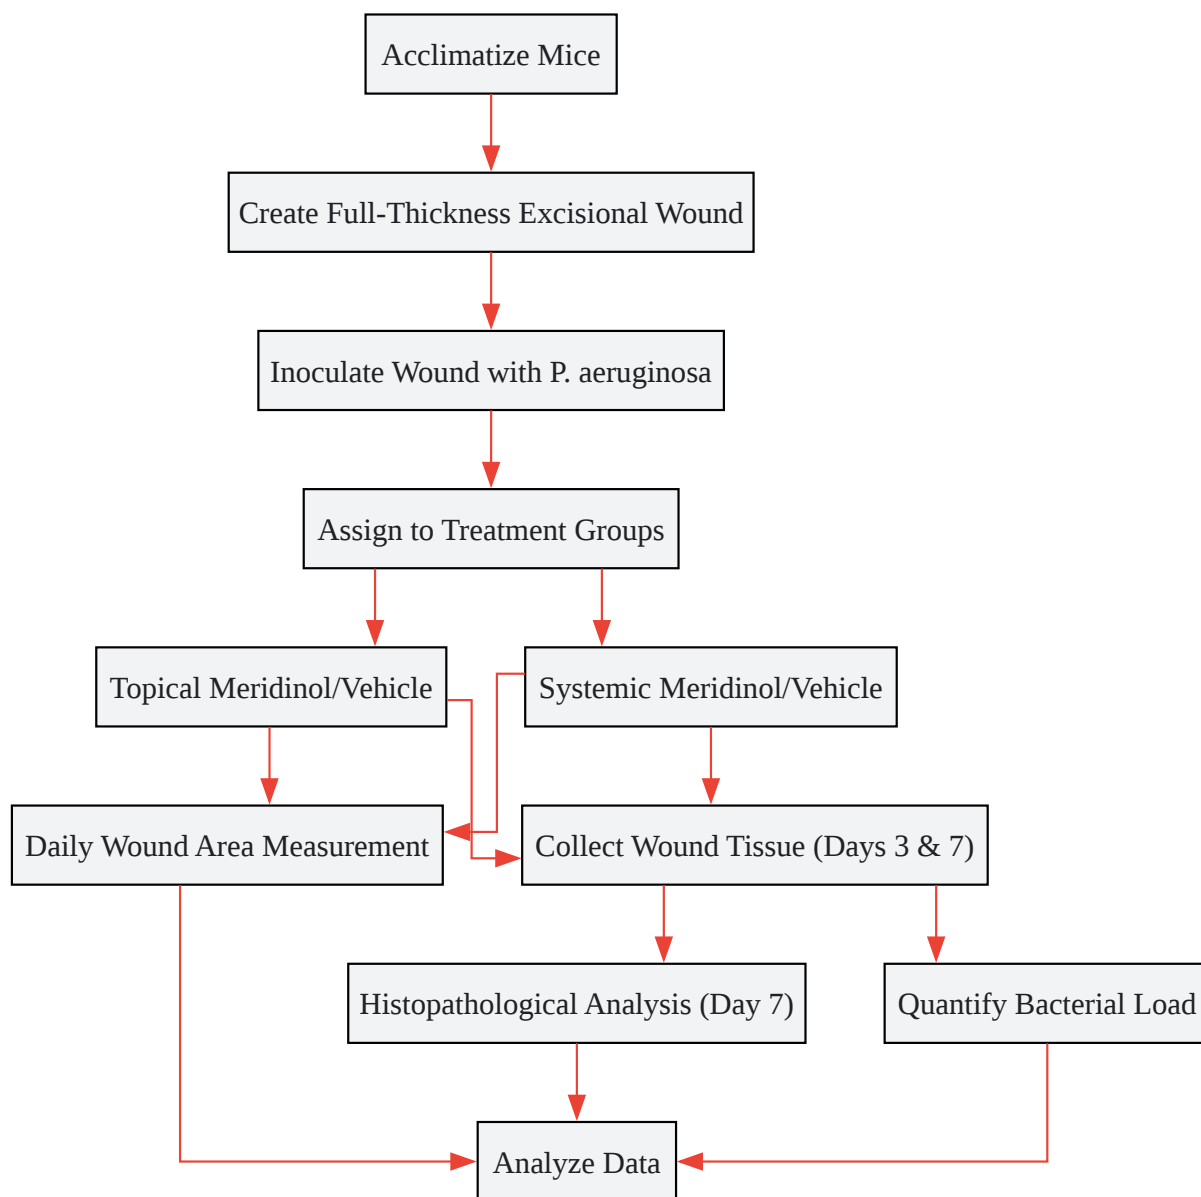 Acclimatize Mice
Create Full-Thickness Excisional Wound
Inoculate Wound with P. aeruginosa
Assign to Treatment Groups
Topical Meridinol/Vehicle
Systemic Meridinol/Vehicle
Daily Wound Area Measurement
Collect Wound Tissue (Days 3 & 7)
Histopathological Analysis (Day 7)
Quantify Bacterial Load
Analyze Data